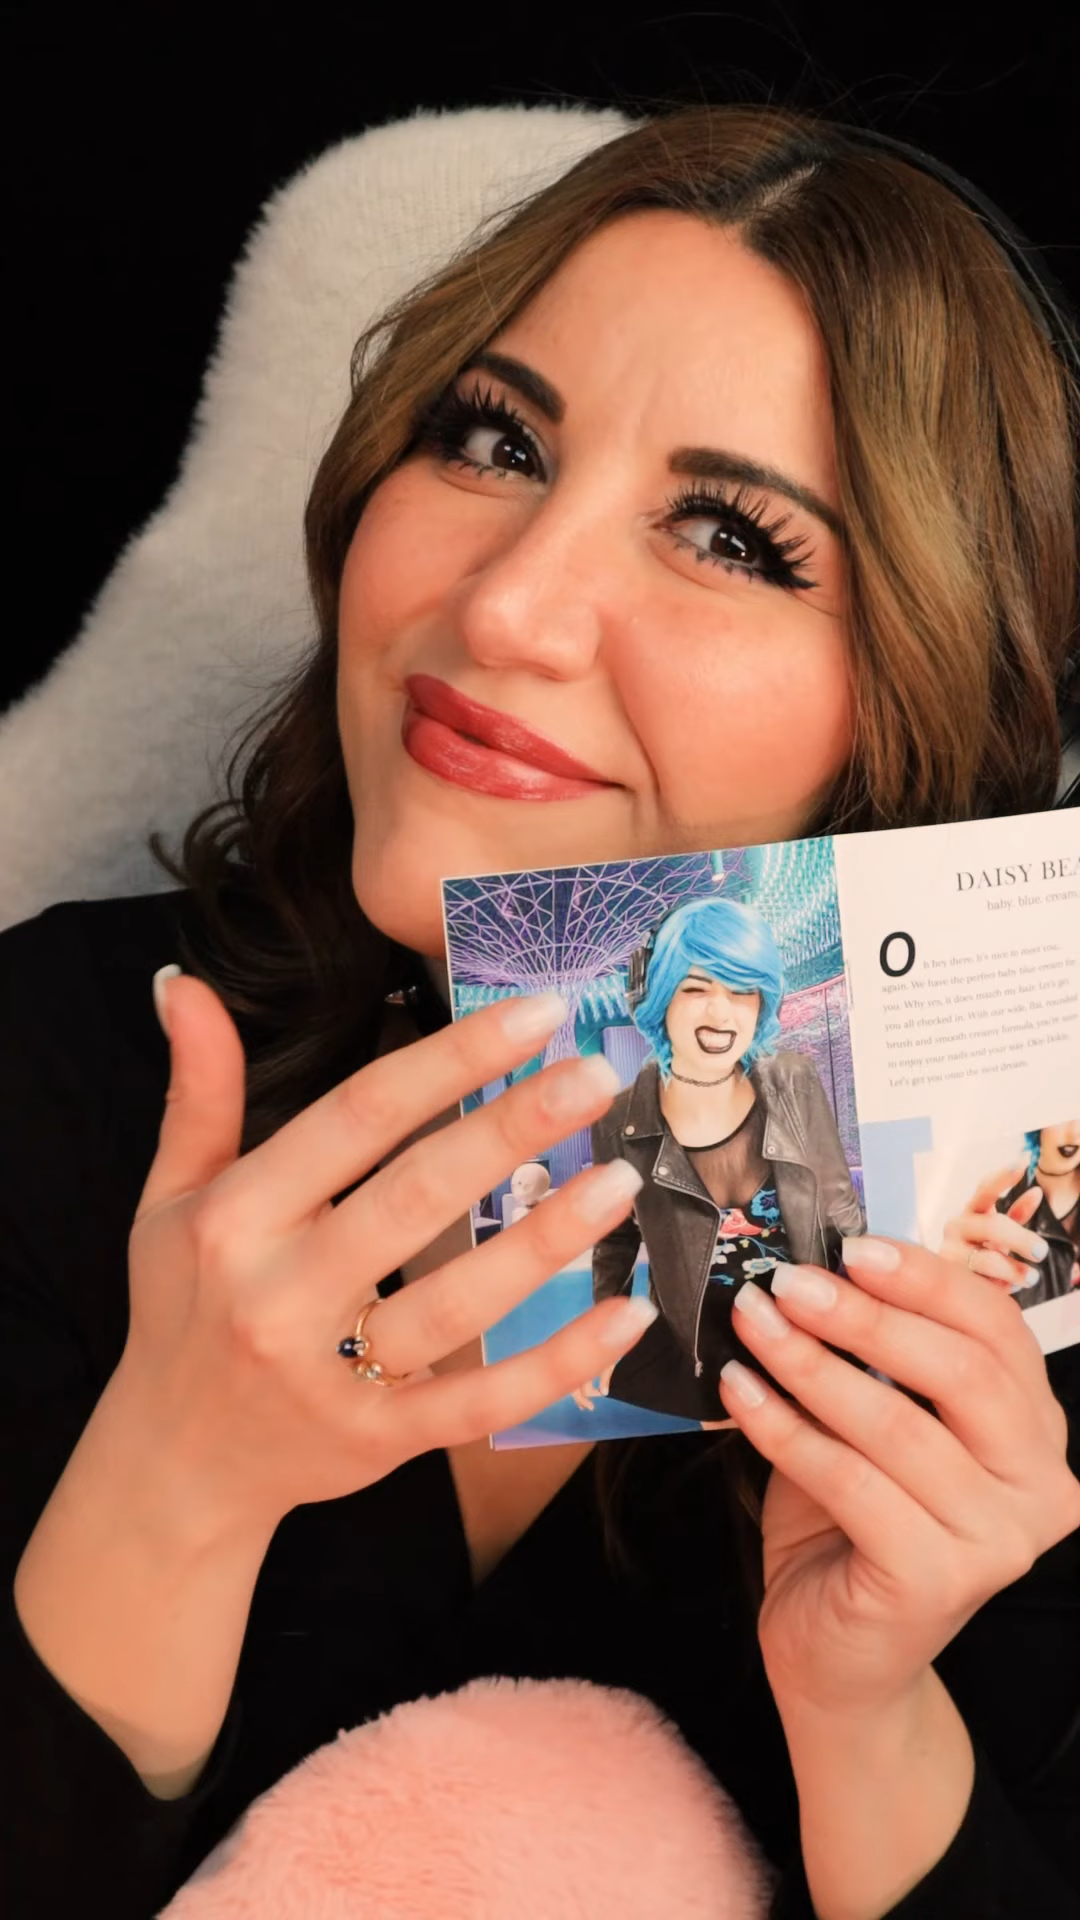 DAISY BEA
baby. blue. cream.
Oh hey there. It's nice to meet you,
again. We have the perfect baby blue cream for
you. Why yes, it does match my hair. Let's get
you all checked in. With our wide, flat, rounded
brush and smooth creamy formula, you're sure
to enjoy your nails and your stay. Okie Dokie.
Let's get you onto the next dream.